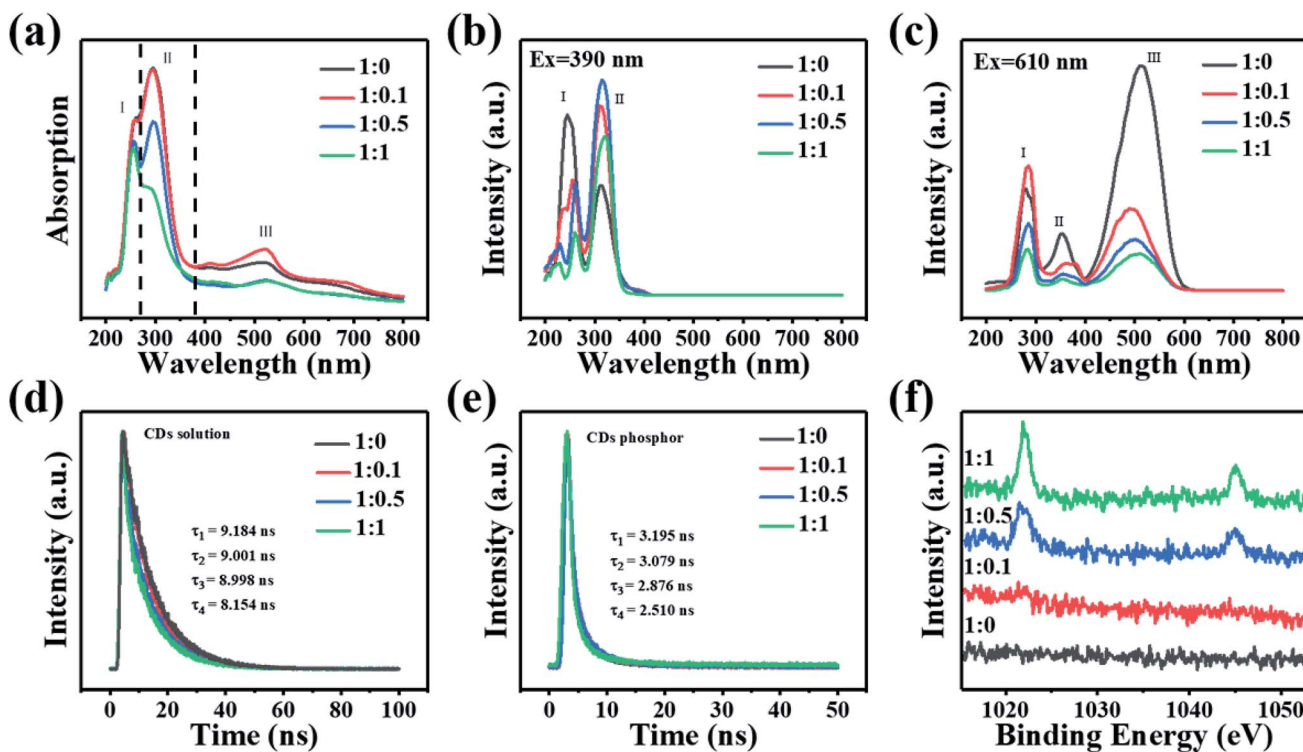 (a)
I
II
III
1:0
1:0.1
1:0.5
1:1
Absorption
200 300 400 500 600 700 800
Wavelength (nm)
(b)
Ex=390 nm
I
II
1:0
1:0.1
1:0.5
1:1
Intensity (a.u.)
200 300 400 500 600 700 800
Wavelength (nm)
(c)
Ex=610 nm
I
II
III
1:0
1:0.1
1:0.5
1:1
Intensity (a.u.)
200 300 400 500 600 700 800
Wavelength (nm)
(d)
CDs solution
1:0
1:0.1
1:0.5
1:1
τ1 = 9.184 ns
τ2 = 9.001 ns
τ3 = 8.998 ns
τ4 = 8.154 ns
Intensity (a.u.)
0 20 40 60 80 100
Time (ns)
(e)
CDs phosphor
1:0
1:0.1
1:0.5
1:1
τ1 = 3.195 ns
τ2 = 3.079 ns
τ3 = 2.876 ns
τ4 = 2.510 ns
Intensity (a.u.)
0 10 20 30 40 50
Time (ns)
(f)
1:1
1:0.5
1:0.1
1:0
Intensity (a.u.)
1020 1030 1040 1050
Binding Energy (eV)